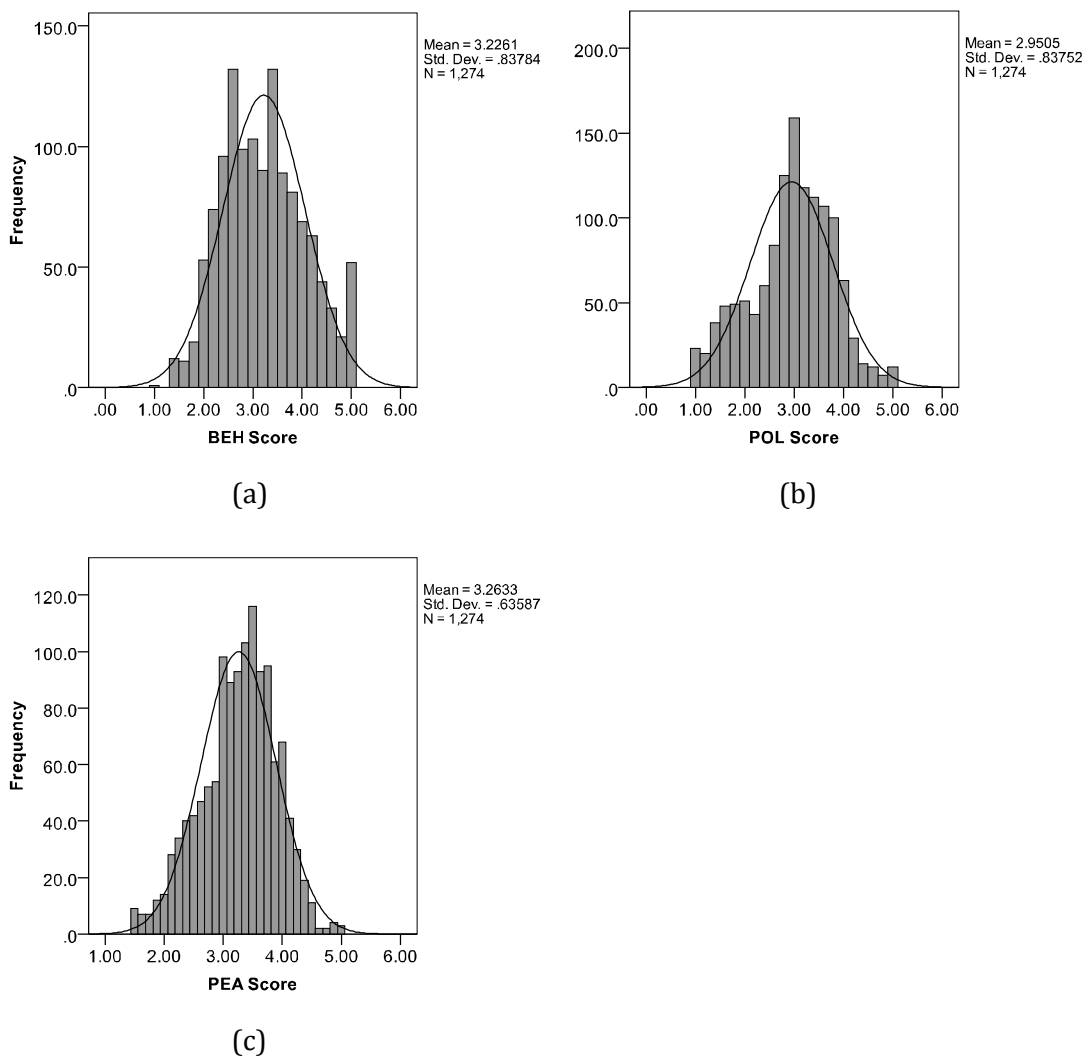 Mean = 3.2261
Std. Dev. = .83784
N = 1,274
150.0
100.0
50.0
.0
Frequency
.00 1.00 2.00 3.00 4.00 5.00 6.00
BEH Score
(a)
Mean = 2.9505
Std. Dev. = .83752
N = 1,274
200.0
150.0
100.0
50.0
.0
Frequency
.00 1.00 2.00 3.00 4.00 5.00 6.00
POL Score
(b)
Mean = 3.2633
Std. Dev. = .63587
N = 1,274
120.0
100.0
80.0
60.0
40.0
20.0
.0
Frequency
1.00 2.00 3.00 4.00 5.00 6.00
PEA Score
(c)